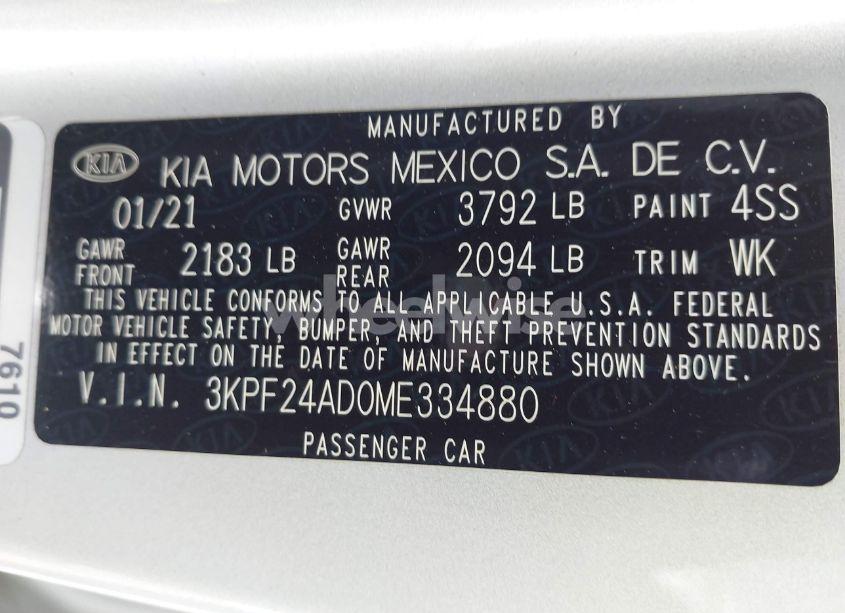 MANUFACTURED BY
KIA KIA MOTORS MEXICO S.A. DE C.V.
01/21 GVWR 3792 LB PAINT 4SS
GAWR FRONT 2183 LB GAWR REAR 2094 LB TRIM WK
THIS VEHICLE CONFORMS TO ALL APPLICABLE U.S.A. FEDERAL
MOTOR VEHICLE SAFETY, BUMPER, AND THEFT PREVENTION STANDARDS
IN EFFECT ON THE DATE OF MANUFACTURE SHOWN ABOVE.
V.I.N. 3KPF24AD0ME334880
PASSENGER CAR
7610
wheelwise